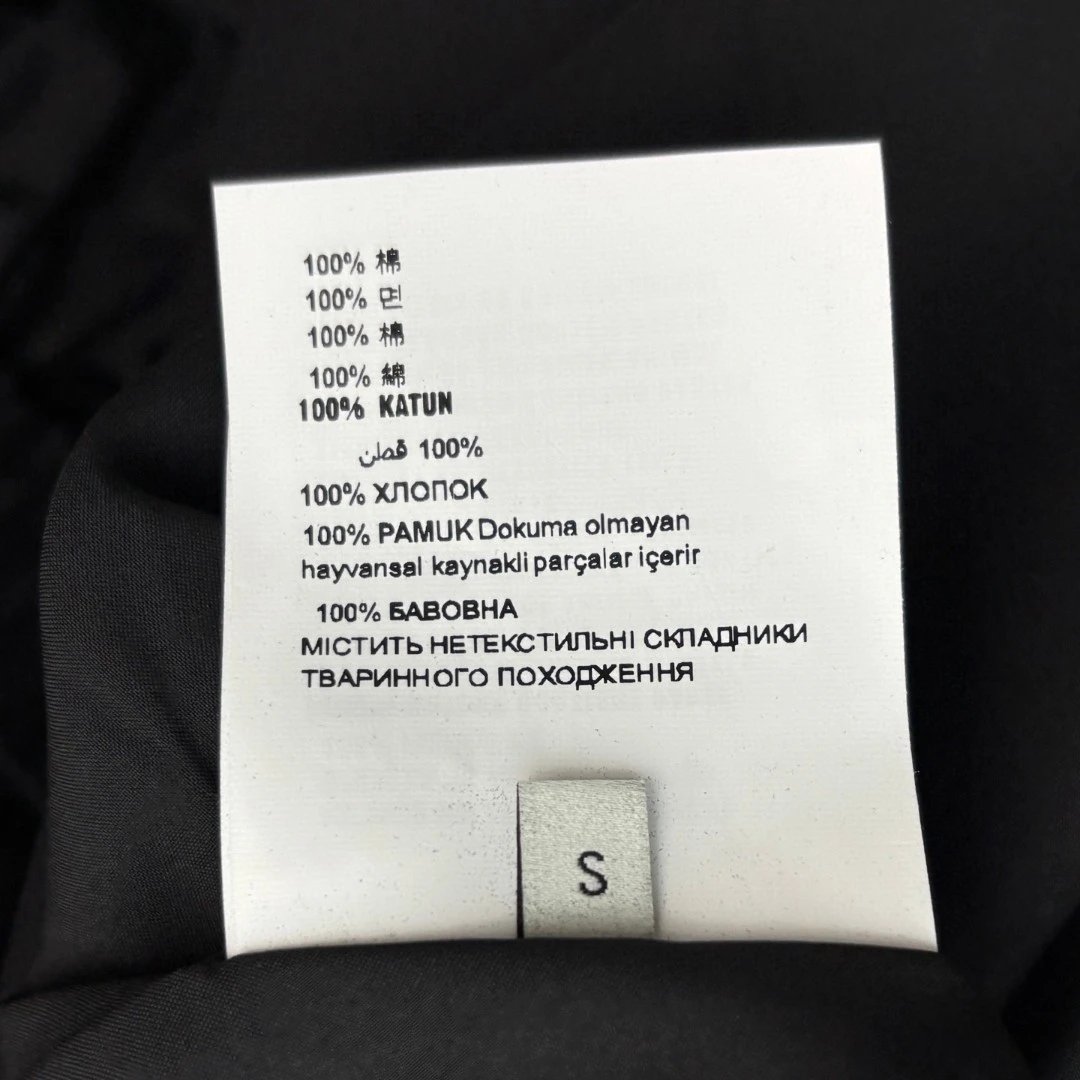 100% 棉
100% 면
100% 棉
100% 綿
100% KATUN
100% قطن
100% ХЛОПОК
100% PAMUK Dokuma olmayan
hayvansal kaynakli parçalar içerir
100% БАВОВНА
МІСТИТЬ НЕТЕКСТИЛЬНІ СКЛАДНИКИ
ТВАРИННОГО ПОХОДЖЕННЯ
S